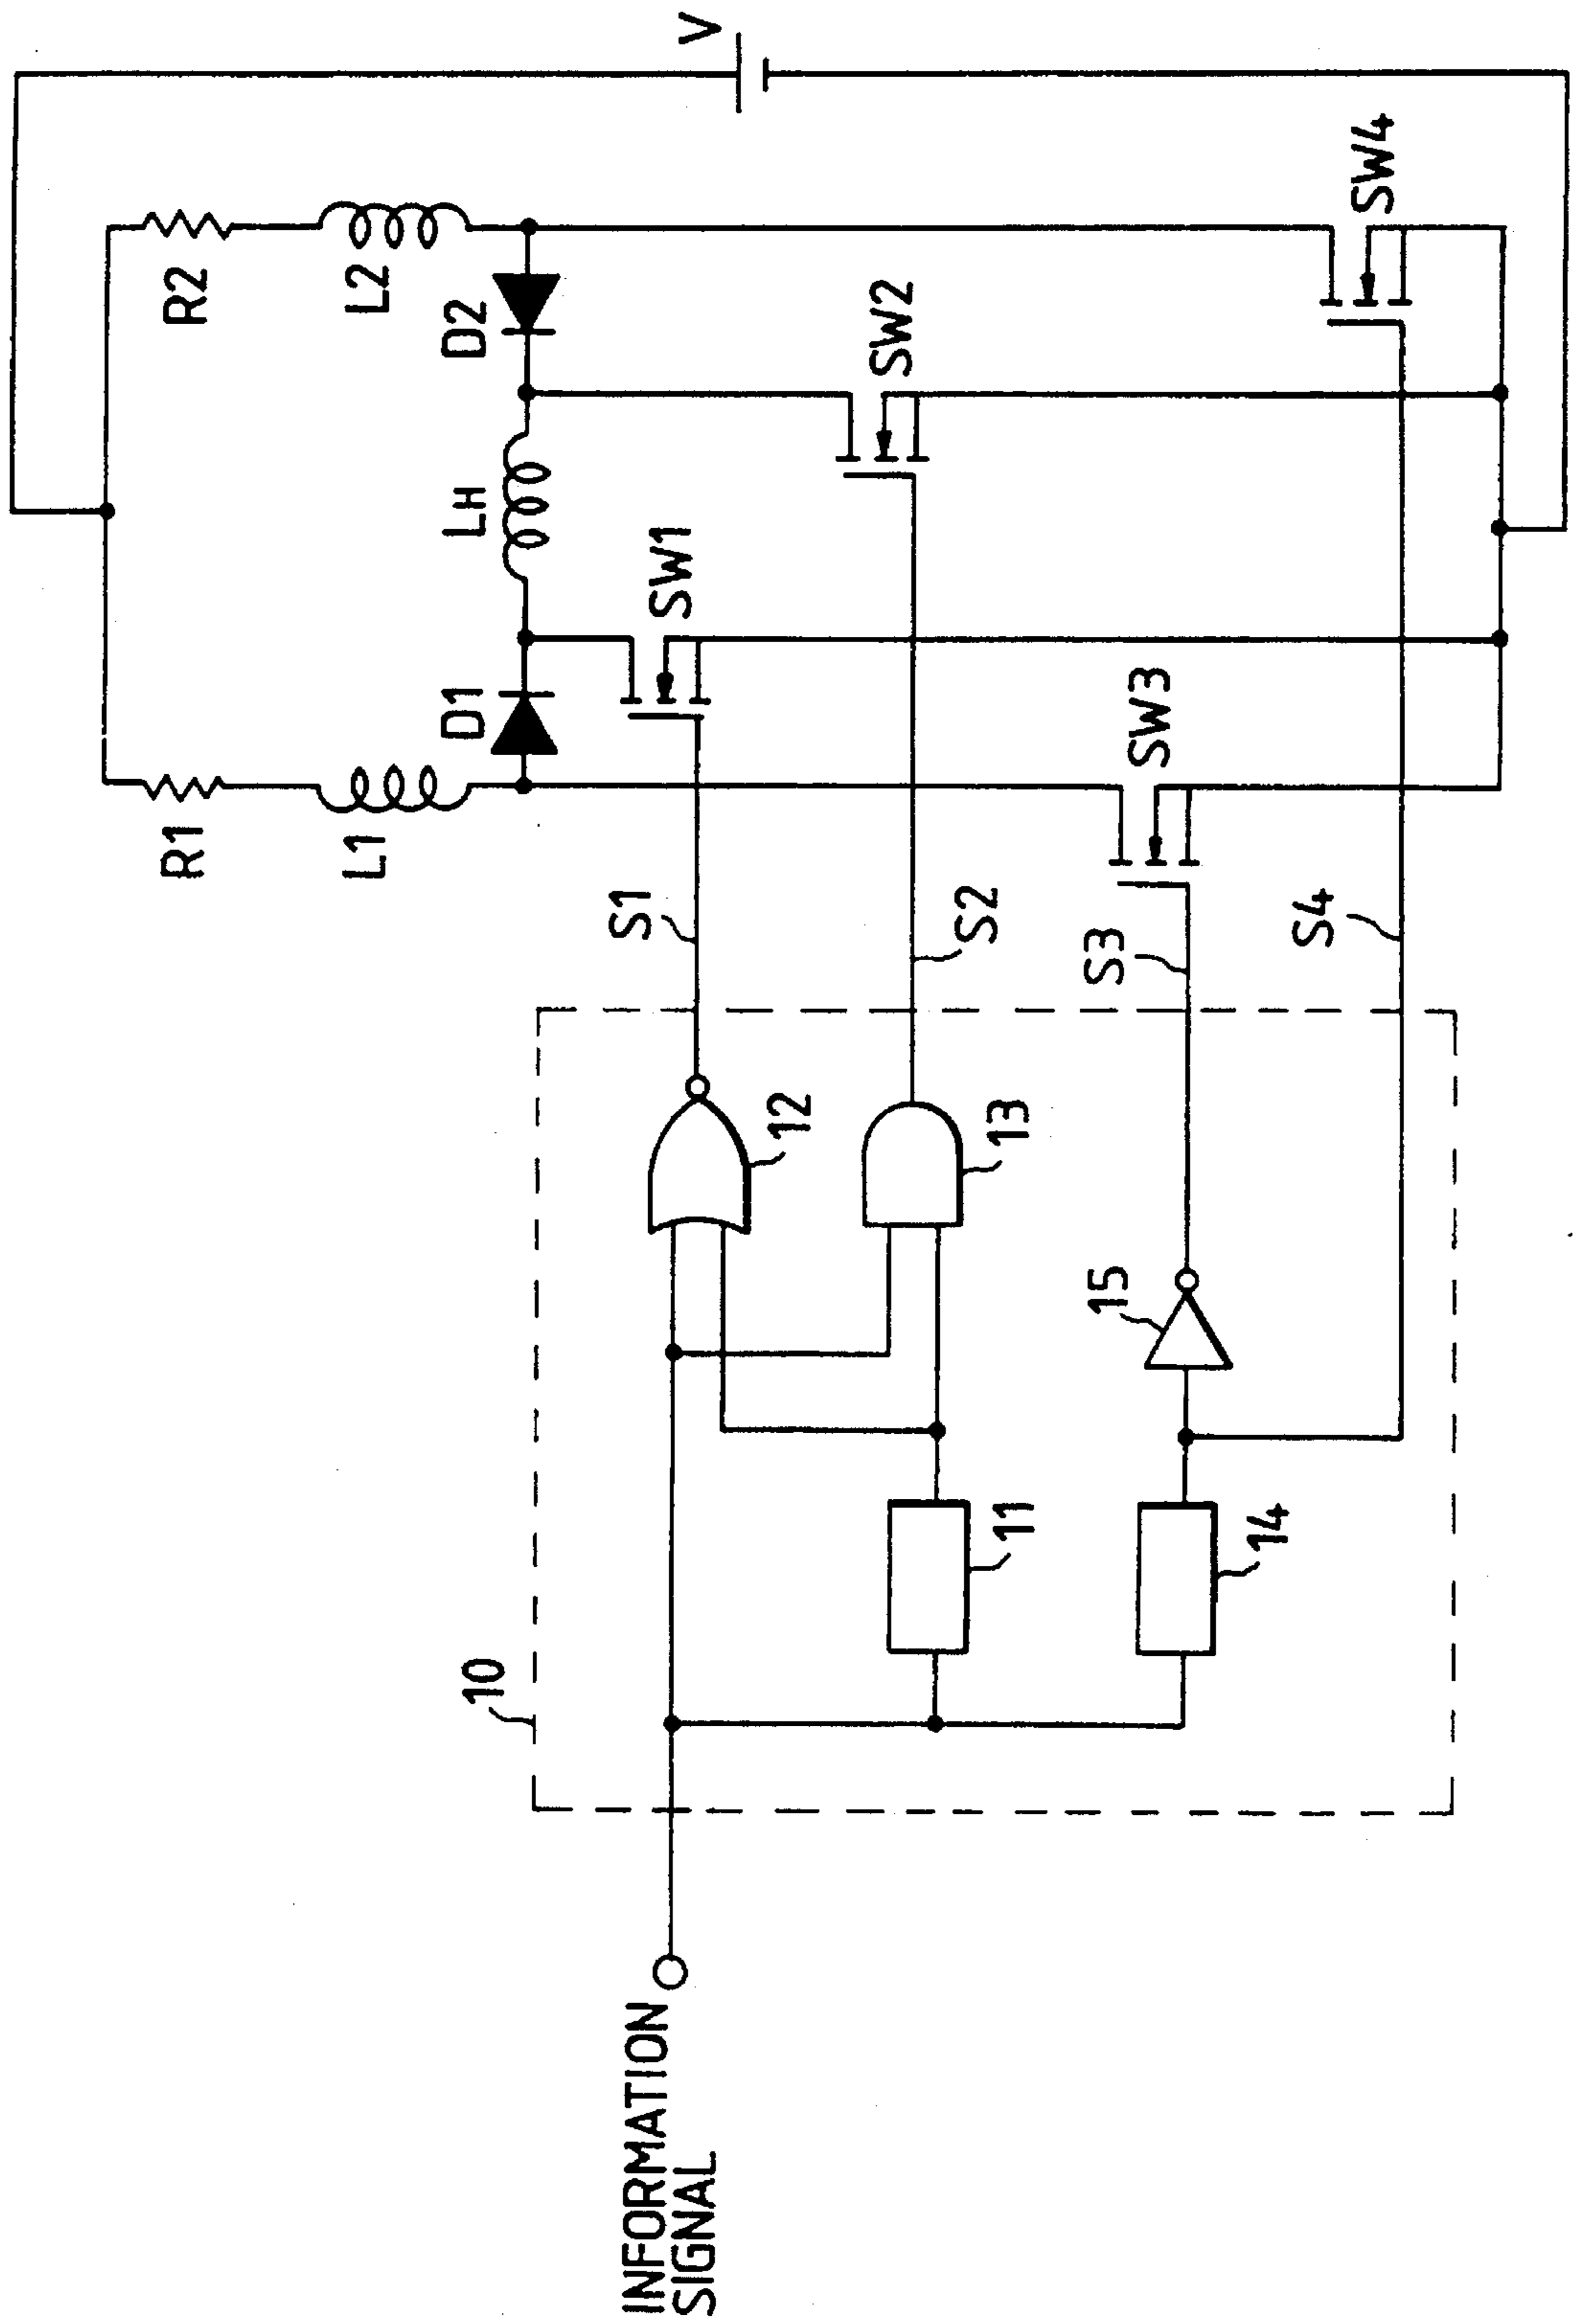 V
R2
L2
D2
SW2
SW4
LH
SW1
D1
SW3
R1
L1
S1
S2
S3
S4
10
12
13
15
11
14
INFORMATION
SIGNAL